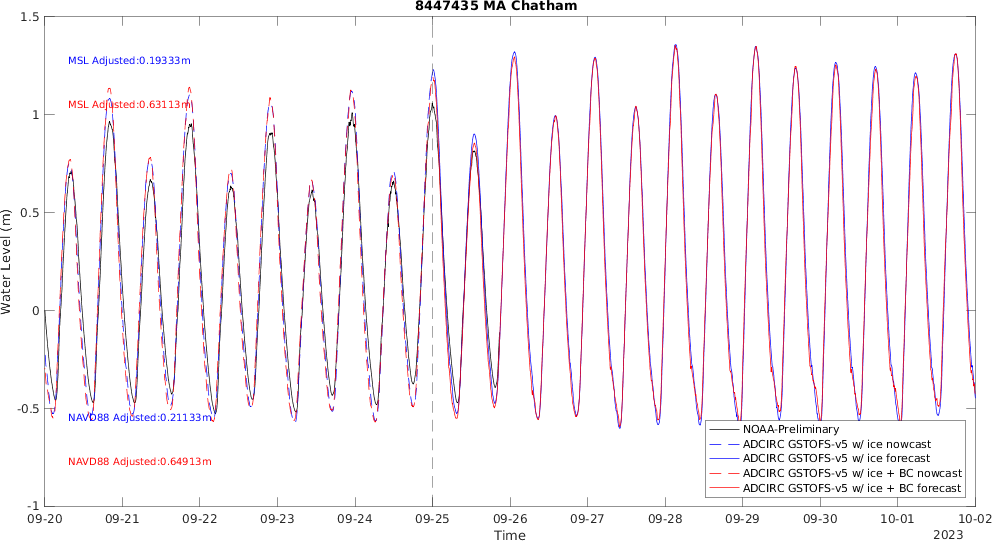 8447435 MA Chatham
1.5
1
0.5
0
-0.5
-1
Water Level (m)
MSL Adjusted:0.19333m
MSL Adjusted:0.63113m
NAVD88 Adjusted:0.21133m
NAVD88 Adjusted:0.64913m
NOAA-Preliminary
ADCIRC GSTOFS-v5 w/ ice nowcast
ADCIRC GSTOFS-v5 w/ ice forecast
ADCIRC GSTOFS-v5 w/ ice + BC nowcast
ADCIRC GSTOFS-v5 w/ ice + BC forecast
09-20 09-21 09-22 09-23 09-24 09-25 09-26 09-27 09-28 09-29 09-30 10-01 10-02
Time
2023